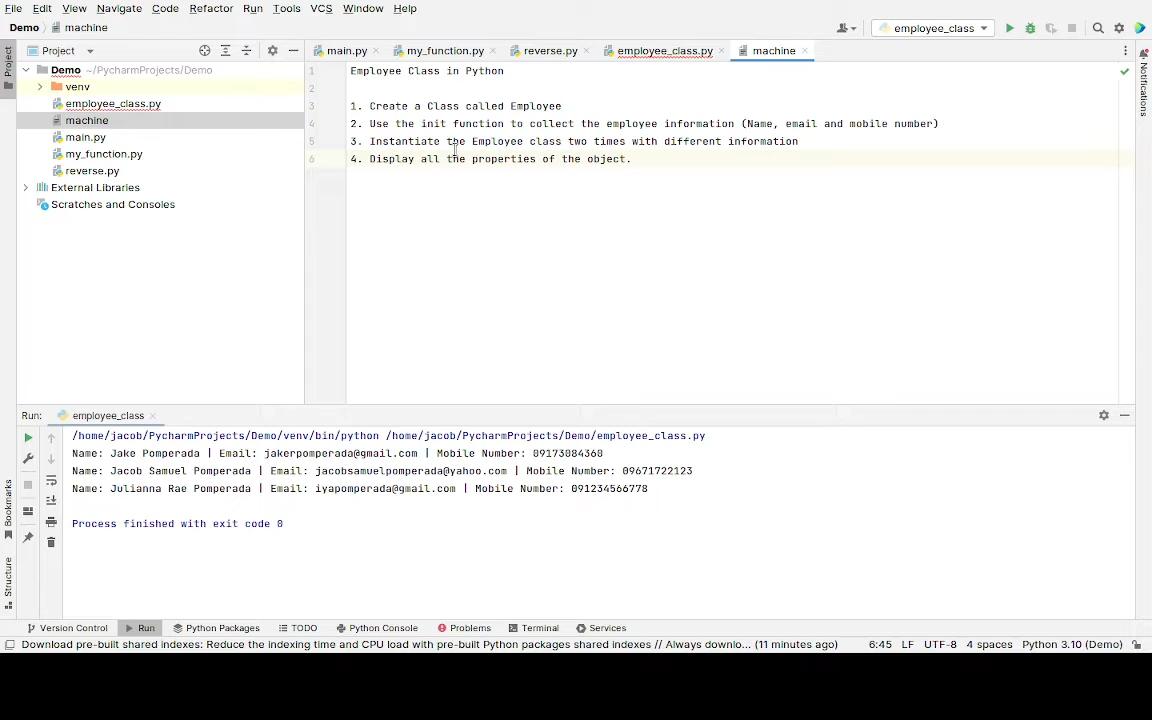 File Edit View Navigate Code Refactor Run Tools VCS Window Help
Demo machine employee_class
Project
Project main.py my_function.py reverse.py employee_class.py machine
Demo ~/PycharmProjects/Demo
venv
employee_class.py
machine
main.py
my_function.py
reverse.py
External Libraries
Scratches and Consoles
1 Employee Class in Python
2
3 1. Create a Class called Employee
4 2. Use the init function to collect the employee information (Name, email and mobile number)
5 3. Instantiate the Employee class two times with different information
6 4. Display all the properties of the object.
Notifications
Run: employee_class
/home/jacob/PycharmProjects/Demo/venv/bin/python /home/jacob/PycharmProjects/Demo/employee_class.py
Name: Jake Pomperada | Email: jakerpomperada@gmail.com | Mobile Number: 09173084360
Name: Jacob Samuel Pomperada | Email: jacobsamuelpomperada@yahoo.com | Mobile Number: 09671722123
Name: Julianna Rae Pomperada | Email: iyapomperada@gmail.com | Mobile Number: 091234566778
Process finished with exit code 0
Bookmarks
Structure
Version Control Run Python Packages TODO Python Console Problems Terminal Services
Download pre-built shared indexes: Reduce the indexing time and CPU load with pre-built Python packages shared indexes // Always downlo... (11 minutes ago) 6:45 LF UTF-8 4 spaces Python 3.10 (Demo)